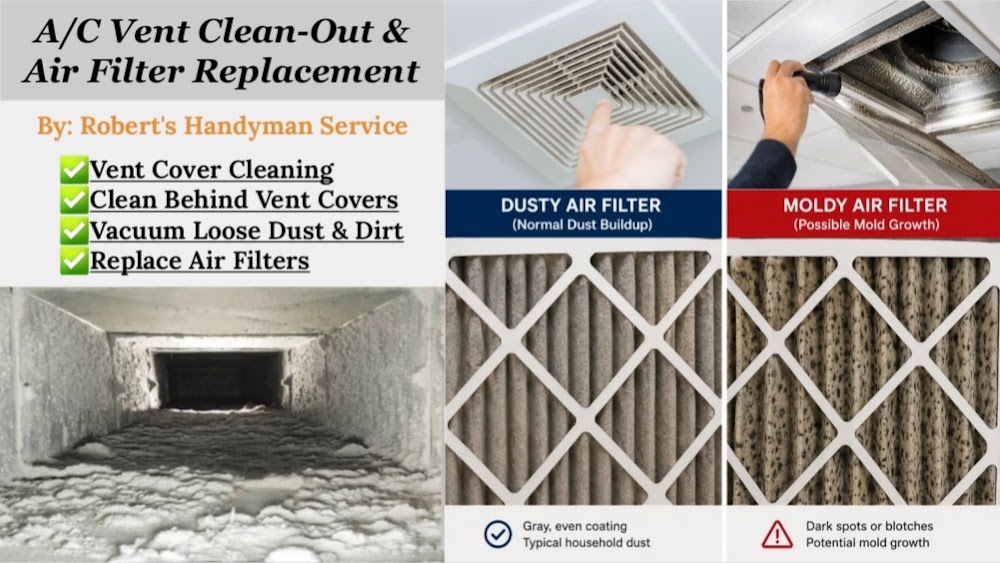 A/C Vent Clean-Out &
Air Filter Replacement
By: Robert's Handyman Service
✅Vent Cover Cleaning
✅Clean Behind Vent Covers
✅Vacuum Loose Dust & Dirt
✅Replace Air Filters
DUSTY AIR FILTER
(Normal Dust Buildup)
Gray, even coating
Typical household dust
MOLDY AIR FILTER
(Possible Mold Growth)
Dark spots or blotches
Potential mold growth